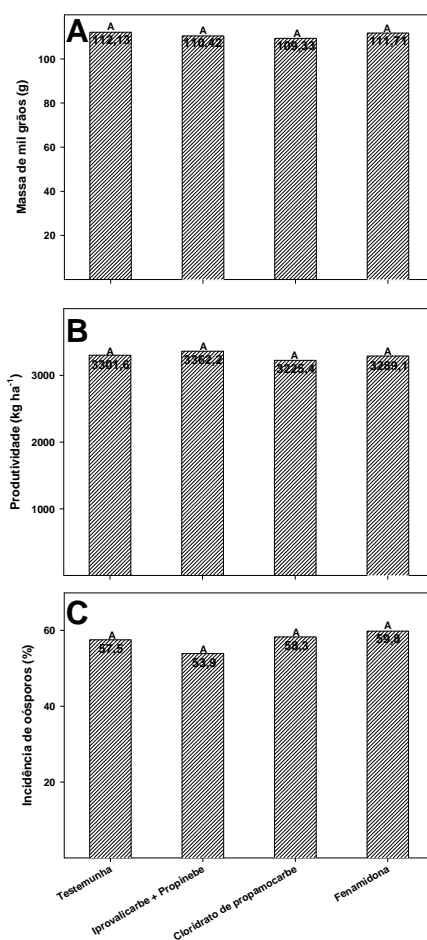 A
Massa de mil grãos (g)
100
80
60
40
20
A A A A
112,13 110,42 109,33 111,71
B
Produtividade (kg ha-1)
3000
2000
1000
A A A A
3301,6 3362,2 3225,4 3289,1
C
Incidência de oósporos (%)
60
40
20
A A A A
57,5 53,9 58,3 59,8
Testemunha
Iprovalicarbe + Propinebe
Cloridrato de propamocarbe
Fenamidona